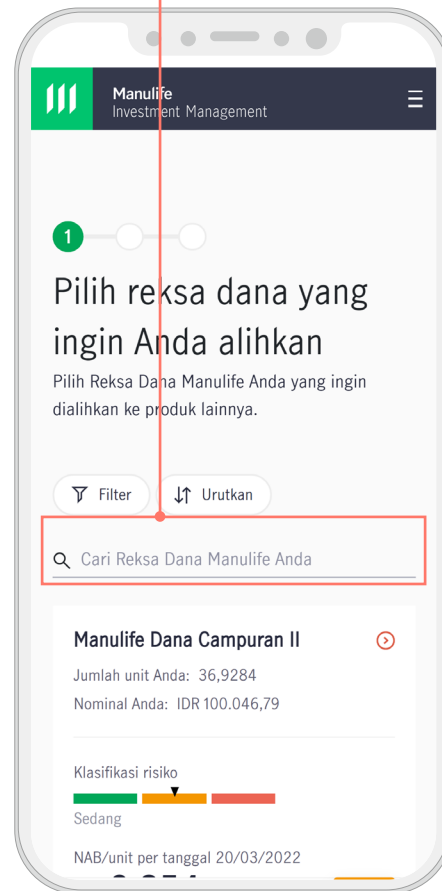 Manulife
Investment Management
1
Pilih reksa dana yang
ingin Anda alihkan
Pilih Reksa Dana Manulife Anda yang ingin
dialihkan ke produk lainnya.
Filter
Urutkan
Cari Reksa Dana Manulife Anda
Manulife Dana Campuran II
Jumlah unit Anda: 36,9284
Nominal Anda: IDR 100.046,79
Klasifikasi risiko
Sedang
NAB/unit per tanggal 20/03/2022